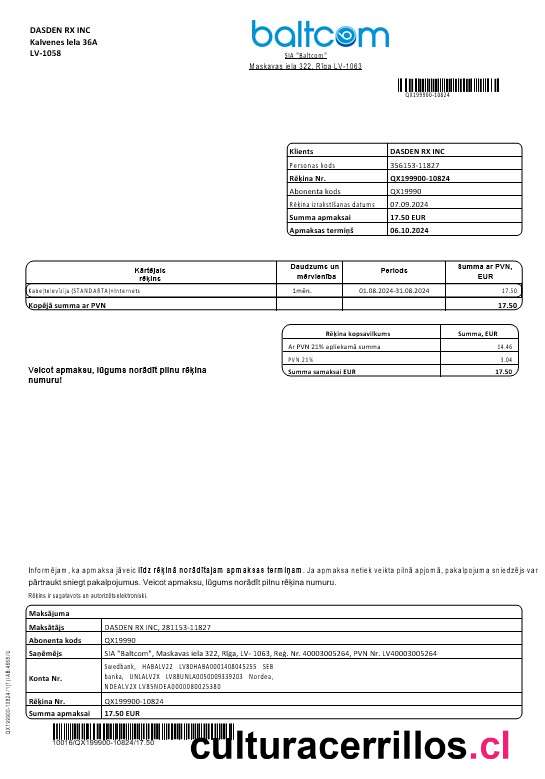 DASDEN RX INC
Kalvenes Iela 36A
LV-1058
baltcom
SIA "Baltcom"
Maskavas iela 322, Rīga LV-1063
QX199900-10824
Klients DASDEN RX INC
Personas kods 356153-11827
Rēķina Nr. QX199900-10824
Abonenta kods QX19990
Rēķina izrakstīšanas datums 07.09.2024
Summa apmaksai 17.50 EUR
Apmaksas termiņš 06.10.2024
Kārtējais rēķins Daudzums un mērvienība Periods Summa ar PVN, EUR
Kabeļtelevīzija (STANDARTA)+Internets 1mēn. 01.08.2024-31.08.2024 17.50
Kopējā summa ar PVN 17.50
Rēķina kopsavilkums Summa, EUR
Ar PVN 21% apliekamā summa 14.46
PVN 21% 3.04
Summa samaksai EUR 17.50
Veicot apmaksu, lūgums norādīt pilnu rēķina
numuru!
Informējam, ka apmaksa jāveic līdz rēķinā norādītajam apmaksas termiņam. Ja apmaksa netiek veikta pilnā apjomā, pakalpojuma sniedzējs var
pārtraukt sniegt pakalpojumus. Veicot apmaksu, lūgums norādīt pilnu rēķina numuru.
Rēķins ir sagatavots un autorizēts elektroniski.
Maksājuma
Maksātājs DASDEN RX INC, 281153-11827
Abonenta kods QX19990
Saņēmējs SIA "Baltcom", Maskavas iela 322, Rīga, LV- 1063, Reģ. Nr. 40003005264, PVN Nr. LV40003005264
Konta Nr.
Swedbank, HABALV22 LV80HABA0001408045255 SEB
banka, UNLALV2X LV88UNLA0050009339203 Nordea,
NDEALV2X LV85NDEA0000080025380
Rēķina Nr. QX199900-10824
Summa apmaksai 17.50 EUR
10016/QX199900-10824/17.50
culturacerrillos.cl